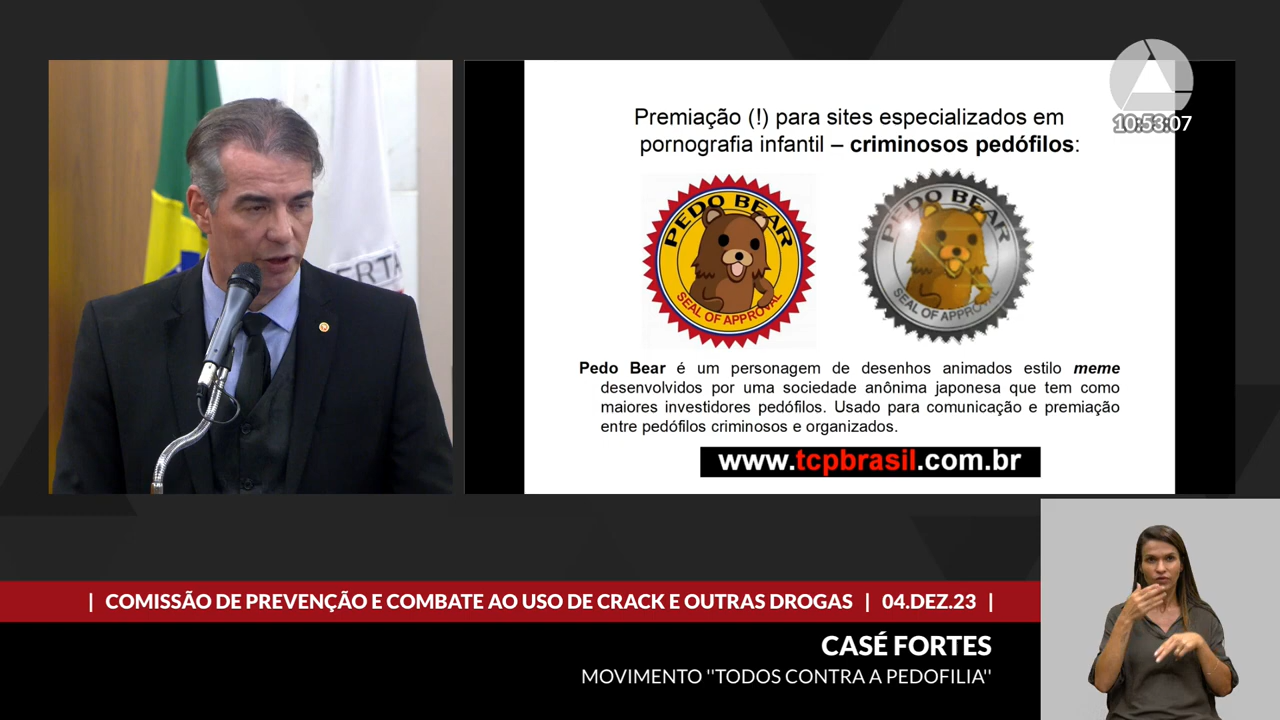 10:53:07
Premiação (!) para sites especializados em
pornografia infantil – criminosos pedófilos:
PEDO BEAR
SEAL OF APPROVAL
PEDO BEAR
SEAL OF APPROVAL
Pedo Bear é um personagem de desenhos animados estilo meme
desenvolvidos por uma sociedade anônima japonesa que tem como
maiores investidores pedófilos. Usado para comunicação e premiação
entre pedófilos criminosos e organizados.
www.tcpbrasil.com.br
ERTA
| COMISSÃO DE PREVENÇÃO E COMBATE AO USO DE CRACK E OUTRAS DROGAS | 04.DEZ.23 |
CASÉ FORTES
MOVIMENTO ''TODOS CONTRA A PEDOFILIA''